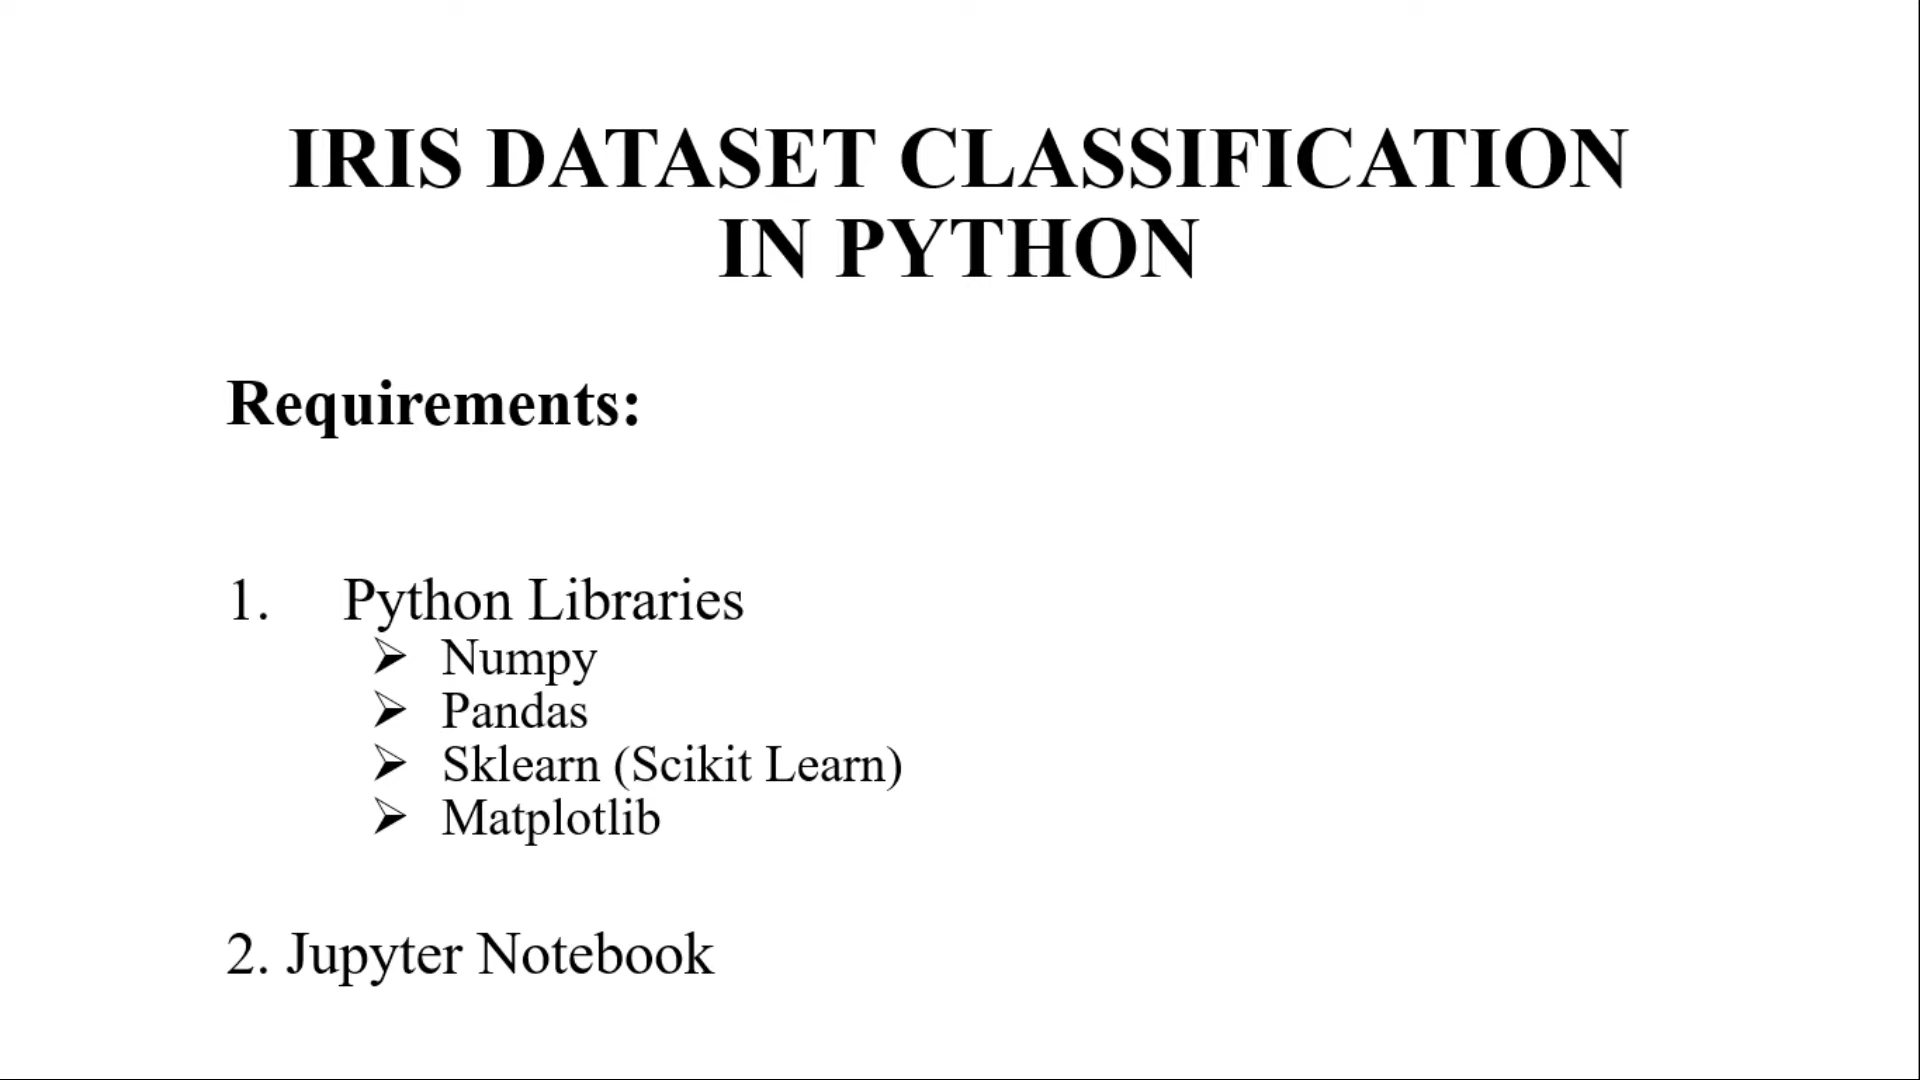 IRIS DATASET CLASSIFICATION
IN PYTHON
Requirements:
1. Python Libraries
➢ Numpy
➢ Pandas
➢ Sklearn (Scikit Learn)
➢ Matplotlib
2. Jupyter Notebook